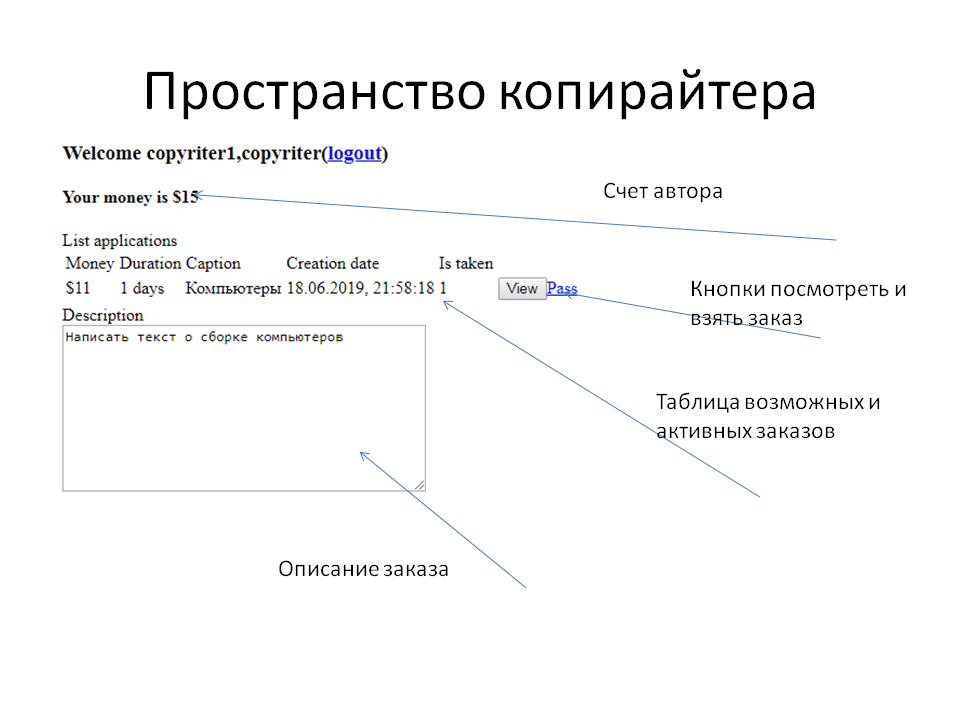 Пространство копирайтера
Welcome copyriter1,copyriter(logout)
Your money is $15
Счет автора
List applications
Money Duration Caption Creation date Is taken
$11 1 days Компьютеры 18.06.2019, 21:58:18 1 View Pass
Кнопки посмотреть и
взять заказ
Description
Написать текст о сборке компьютеров
Таблица возможных и
активных заказов
Описание заказа